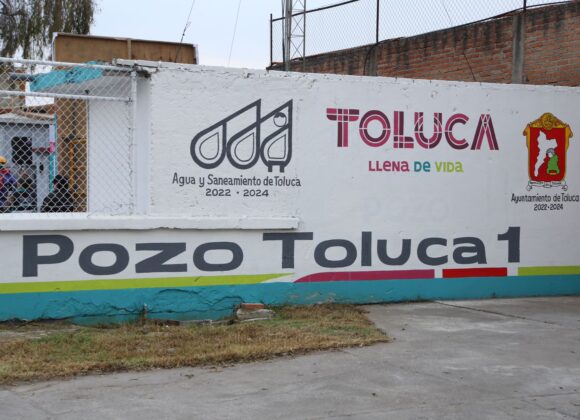 Agua y Saneamiento de Toluca
2022 - 2024
TOLUCA
LLENA DE VIDA
Ayuntamiento de Toluca
2022-2024
Pozo Toluca 1